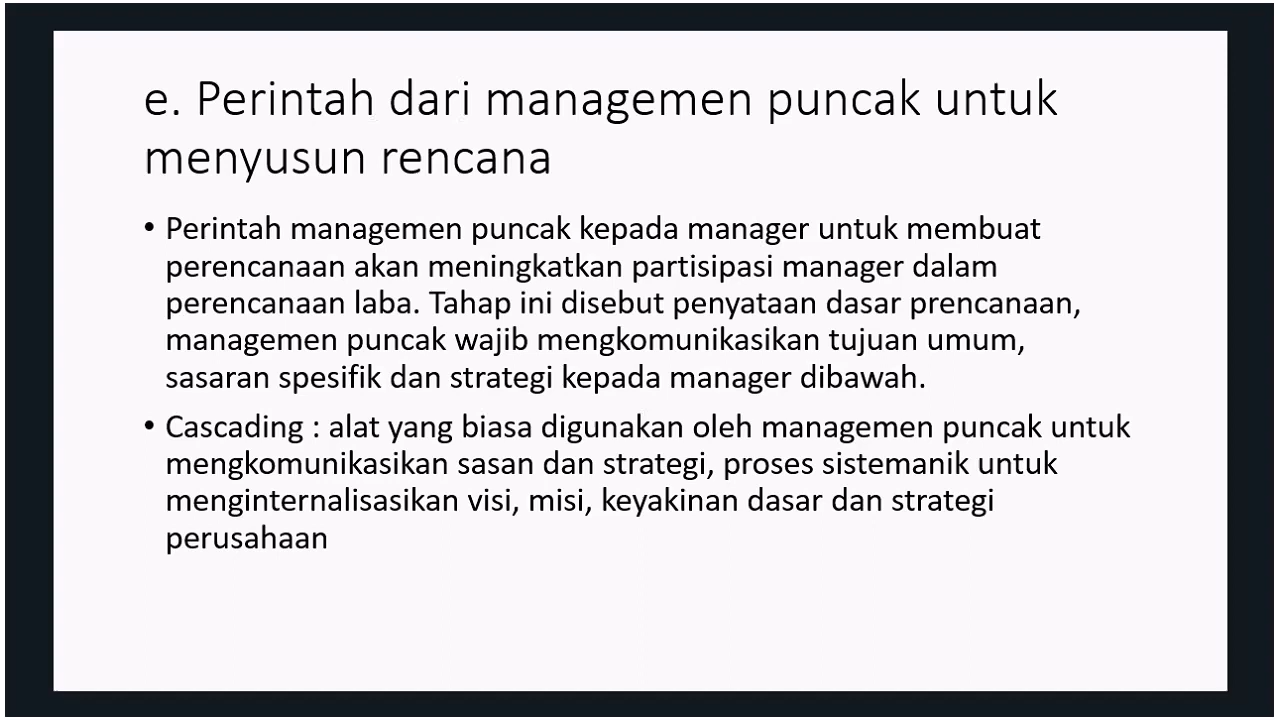 e. Perintah dari managemen puncak untuk
menyusun rencana
• Perintah managemen puncak kepada manager untuk membuat
perencanaan akan meningkatkan partisipasi manager dalam
perencanaan laba. Tahap ini disebut penyataan dasar prencanaan,
managemen puncak wajib mengkomunikasikan tujuan umum,
sasaran spesifik dan strategi kepada manager dibawah.
• Cascading : alat yang biasa digunakan oleh managemen puncak untuk
mengkomunikasikan sasan dan strategi, proses sistemanik untuk
menginternalisasikan visi, misi, keyakinan dasar dan strategi
perusahaan